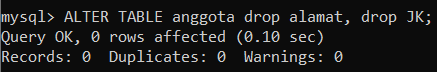 mysql> ALTER TABLE anggota drop alamat, drop JK;
Query OK, 0 rows affected (0.10 sec)
Records: 0  Duplicates: 0  Warnings: 0